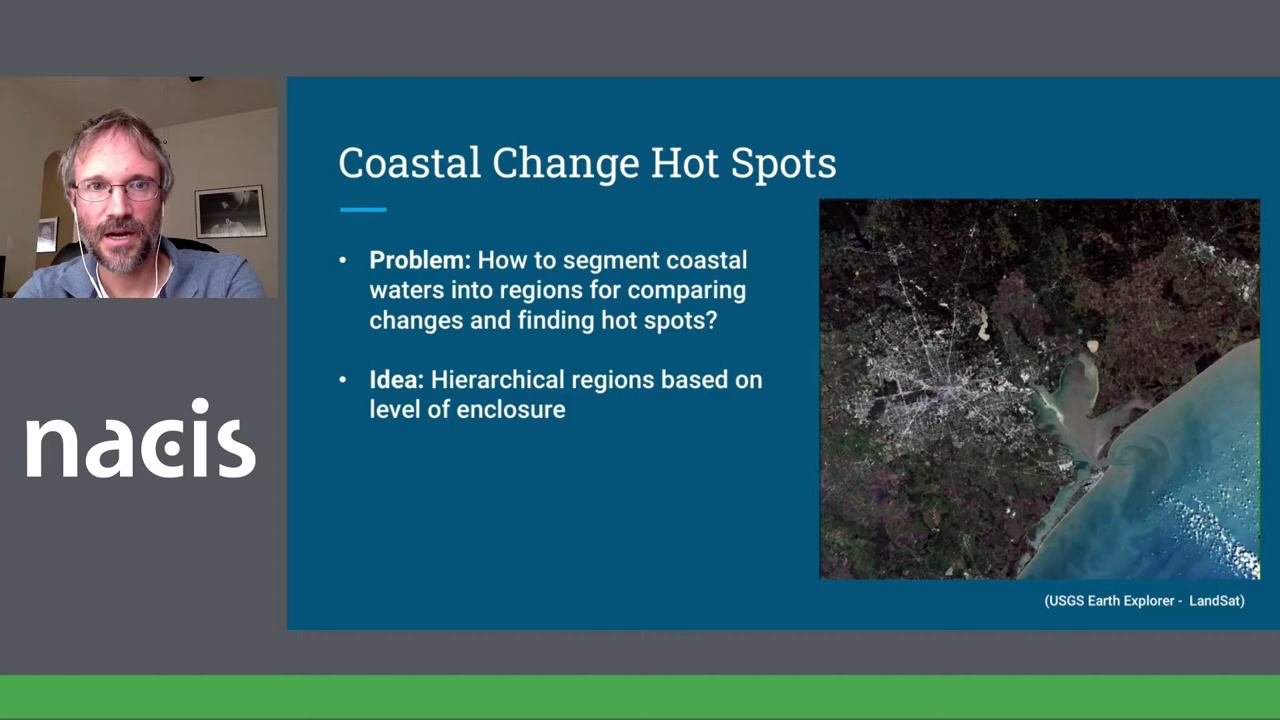 Coastal Change Hot Spots
• Problem: How to segment coastal
waters into regions for comparing
changes and finding hot spots?
• Idea: Hierarchical regions based on
level of enclosure
nacis
(USGS Earth Explorer - LandSat)